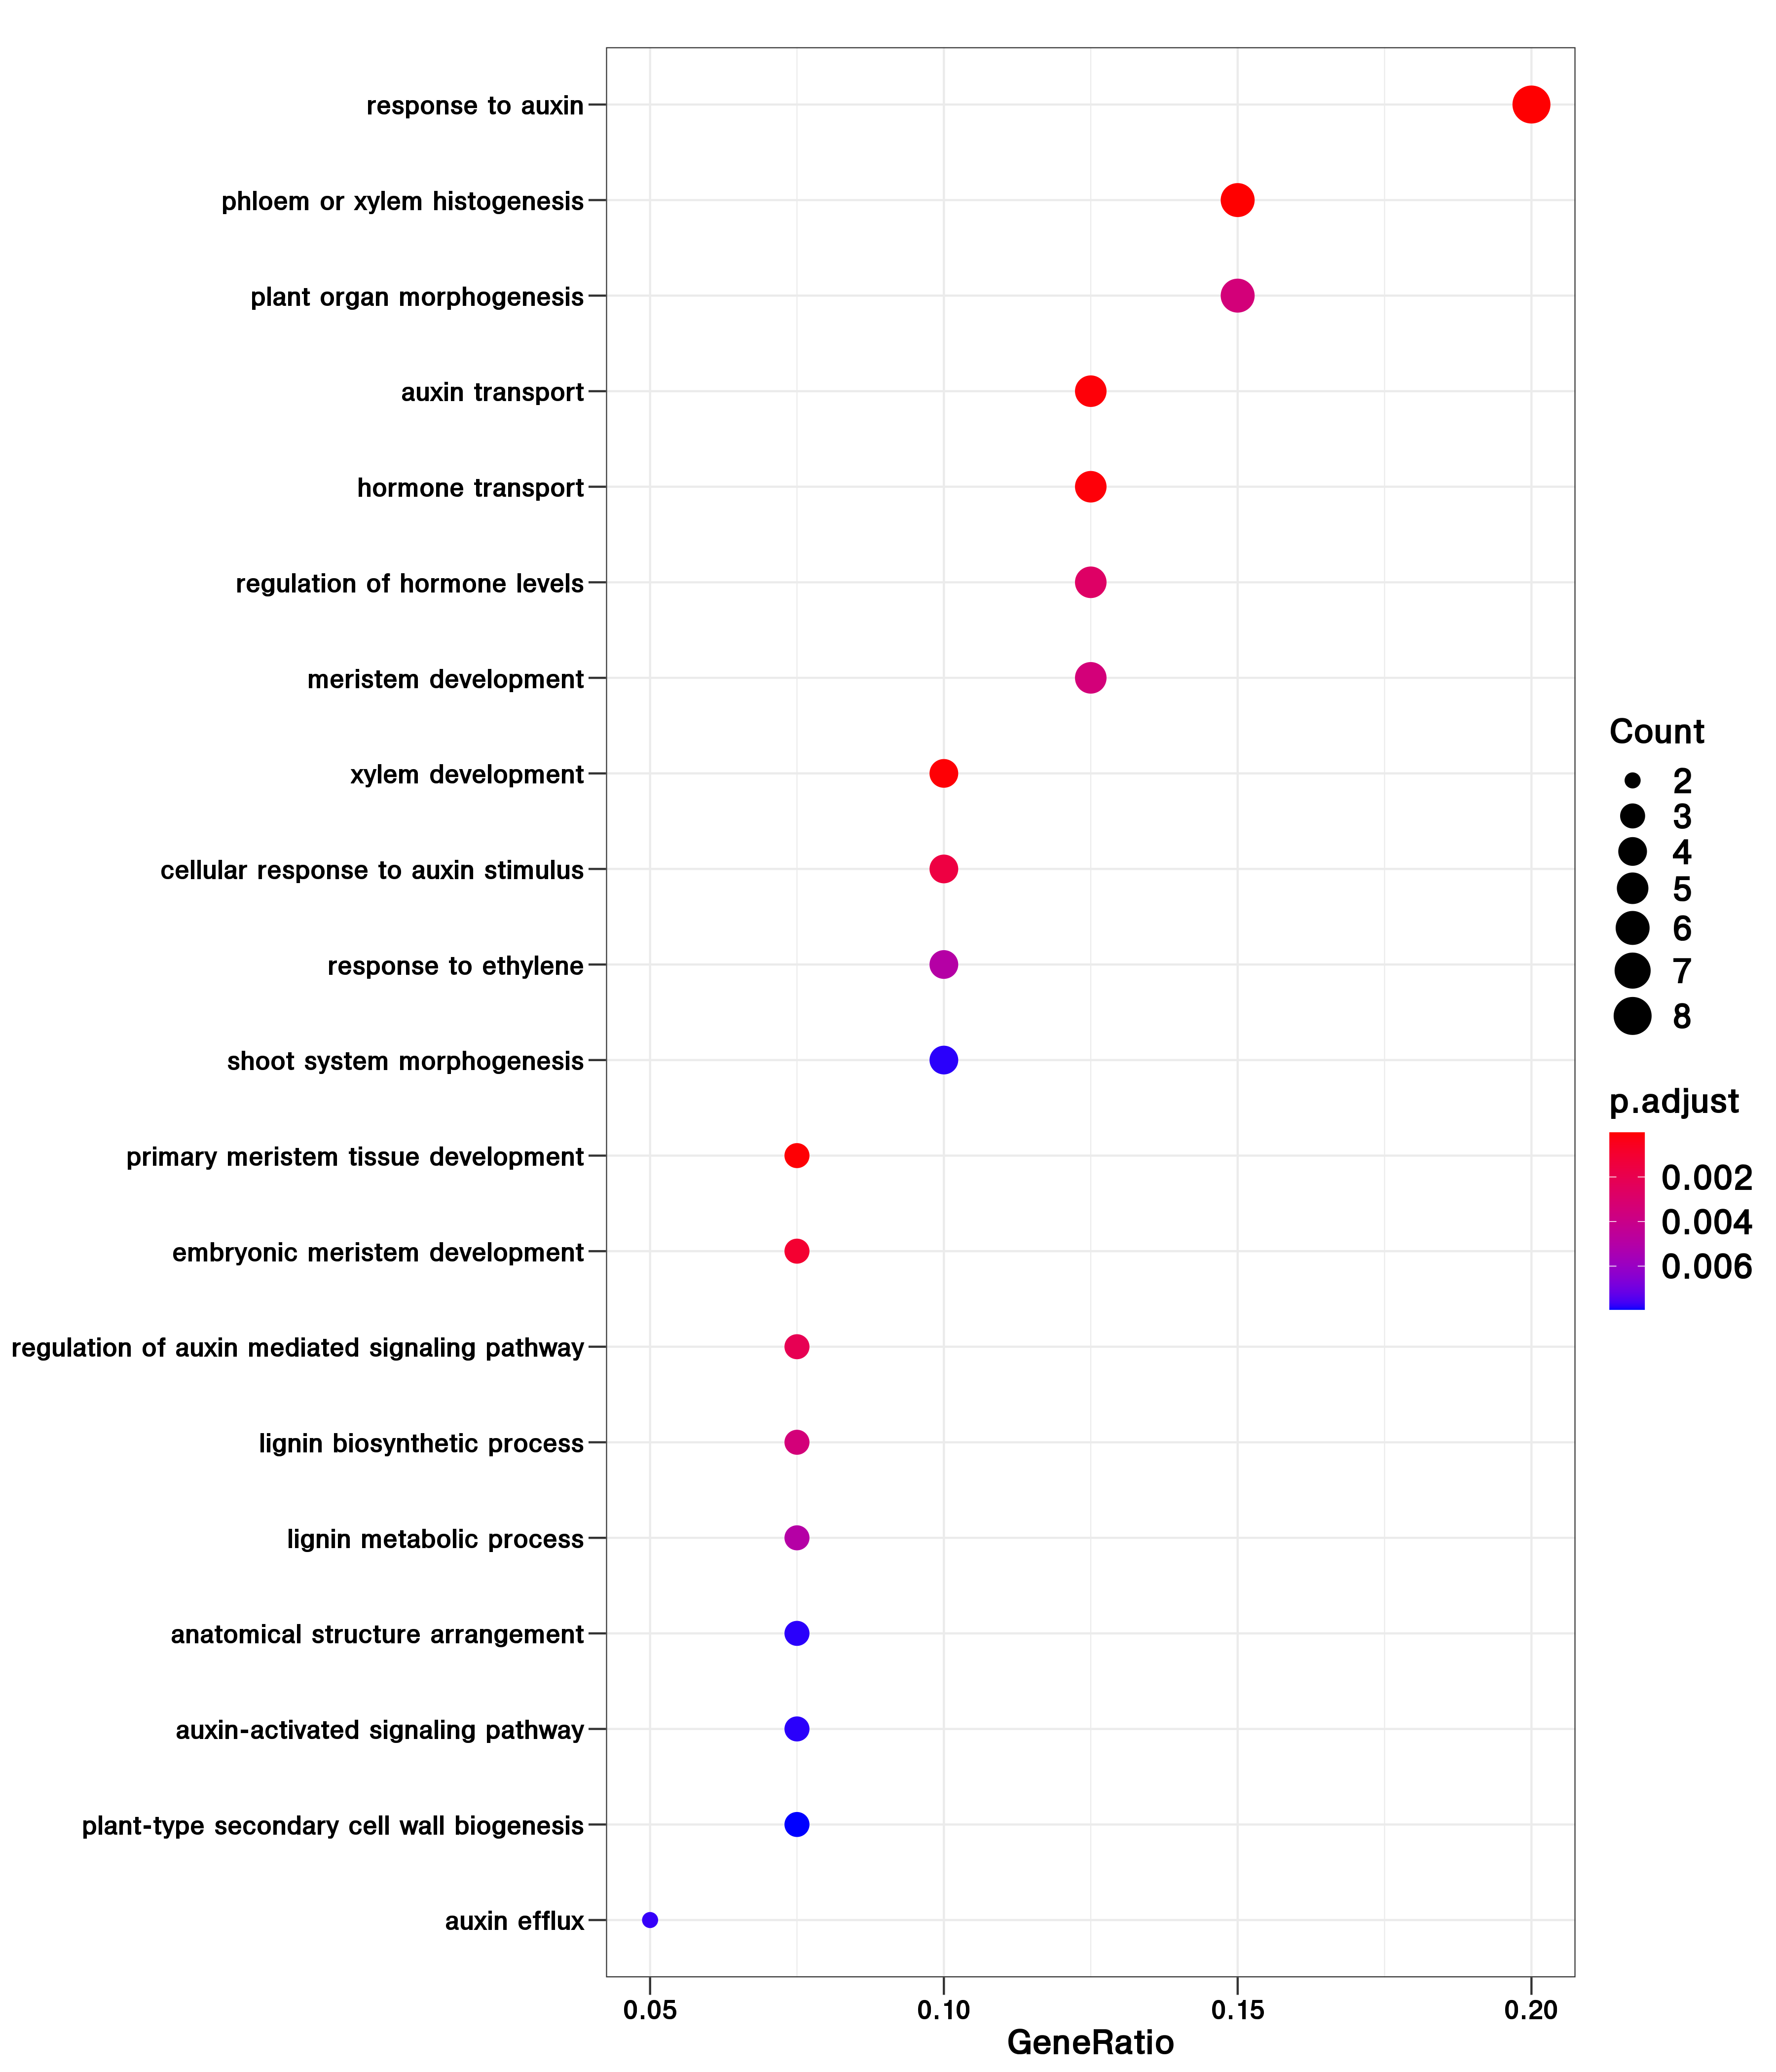 response to auxin
phloem or xylem histogenesis
plant organ morphogenesis
auxin transport
hormone transport
regulation of hormone levels
meristem development
xylem development
cellular response to auxin stimulus
response to ethylene
shoot system morphogenesis
primary meristem tissue development
embryonic meristem development
regulation of auxin mediated signaling pathway
lignin biosynthetic process
lignin metabolic process
anatomical structure arrangement
auxin-activated signaling pathway
plant-type secondary cell wall biogenesis
auxin efflux
0.05 0.10 0.15 0.20
GeneRatio
Count
2
3
4
5
6
7
8
p.adjust
0.002
0.004
0.006